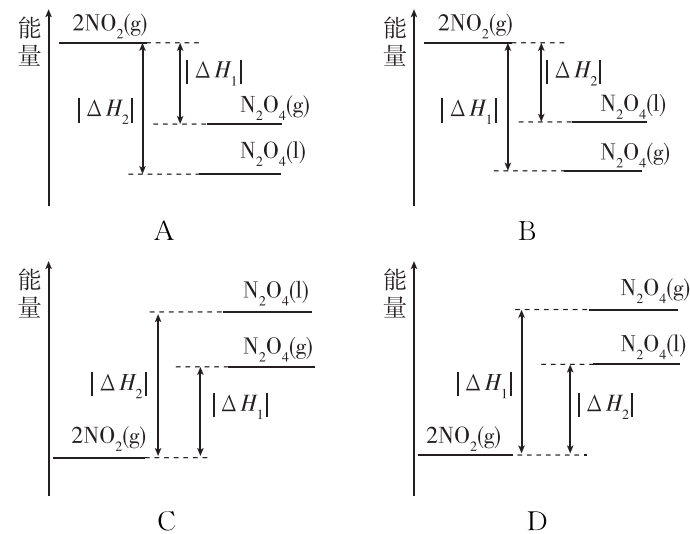 能量
2NO₂(g)
|ΔH₁|
|ΔH₂|
N₂O₄(g)
N₂O₄(l)
A
能量
2NO₂(g)
|ΔH₂|
|ΔH₁|
N₂O₄(l)
N₂O₄(g)
B
能量
N₂O₄(l)
N₂O₄(g)
|ΔH₂|
|ΔH₁|
2NO₂(g)
C
能量
N₂O₄(g)
N₂O₄(l)
|ΔH₁|
|ΔH₂|
2NO₂(g)
D